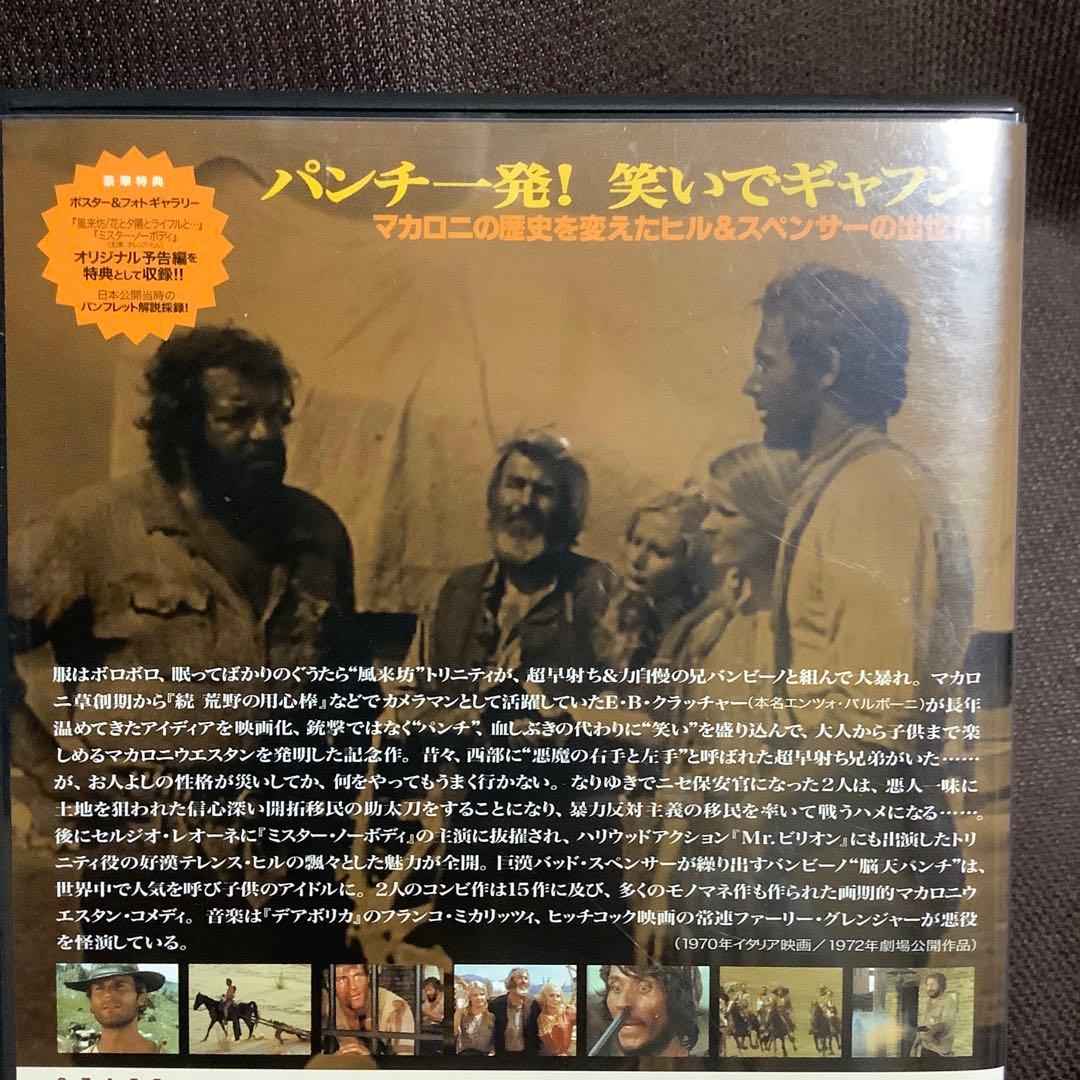 豪華特典
ポスター&フォトギャラリー
『風来坊/花と夕陽とライフルと…』
『ミスター・ノーボディ』
(主演 テレンス・ヒル)
オリジナル予告編を
特典として収録!!
日本公開当時の
パンフレット解説採録!
パンチ一発! 笑いでギャフン!
マカロニの歴史を変えたヒル&スペンサーの出世作
服はボロボロ、眠ってばかりのぐうたら“風来坊”トリニティが、超早射ち&力自慢の兄バンビーノと組んで大暴れ。マカロ
ニ草創期から『続 荒野の用心棒』などでカメラマンとして活躍していたE・B・クラッチャー(本名エンツォ・バルボーニ)が長年
温めてきたアイディアを映画化、銃撃ではなく“パンチ”、血しぶきの代わりに“笑い”を盛り込んで、大人から子供まで楽
しめるマカロニウエスタンを発明した記念作。昔々、西部に“悪魔の右手と左手”と呼ばれた超早射ち兄弟がいた……
が、お人よしの性格が災いしてか、何をやってもうまく行かない。なりゆきでニセ保安官になった2人は、悪人一味に
土地を狙われた信心深い開拓移民の助太刀をすることになり、暴力反対主義の移民を率いて戦うハメになる……。
後にセルジオ・レオーネに『ミスター・ノーボディ』の主演に抜擢され、ハリウッドアクション『Mr.ビリオン』にも出演したトリ
ニティ役の好漢テレンス・ヒルの飄々とした魅力が全開。巨漢バッド・スペンサーが繰り出すバンビーノ“脳天パンチ”は、
世界中で人気を呼び子供のアイドルに。2人のコンビ作は15作に及び、多くのモノマネ作も作られた画期的マカロニウ
エスタン・コメディ。音楽は『デアボリカ』のフランコ・ミカリッツィ、ヒッチコック映画の常連ファーリー・グレンジャーが悪役
を怪演している。
(1970年イタリア映画/1972年劇場公開作品)